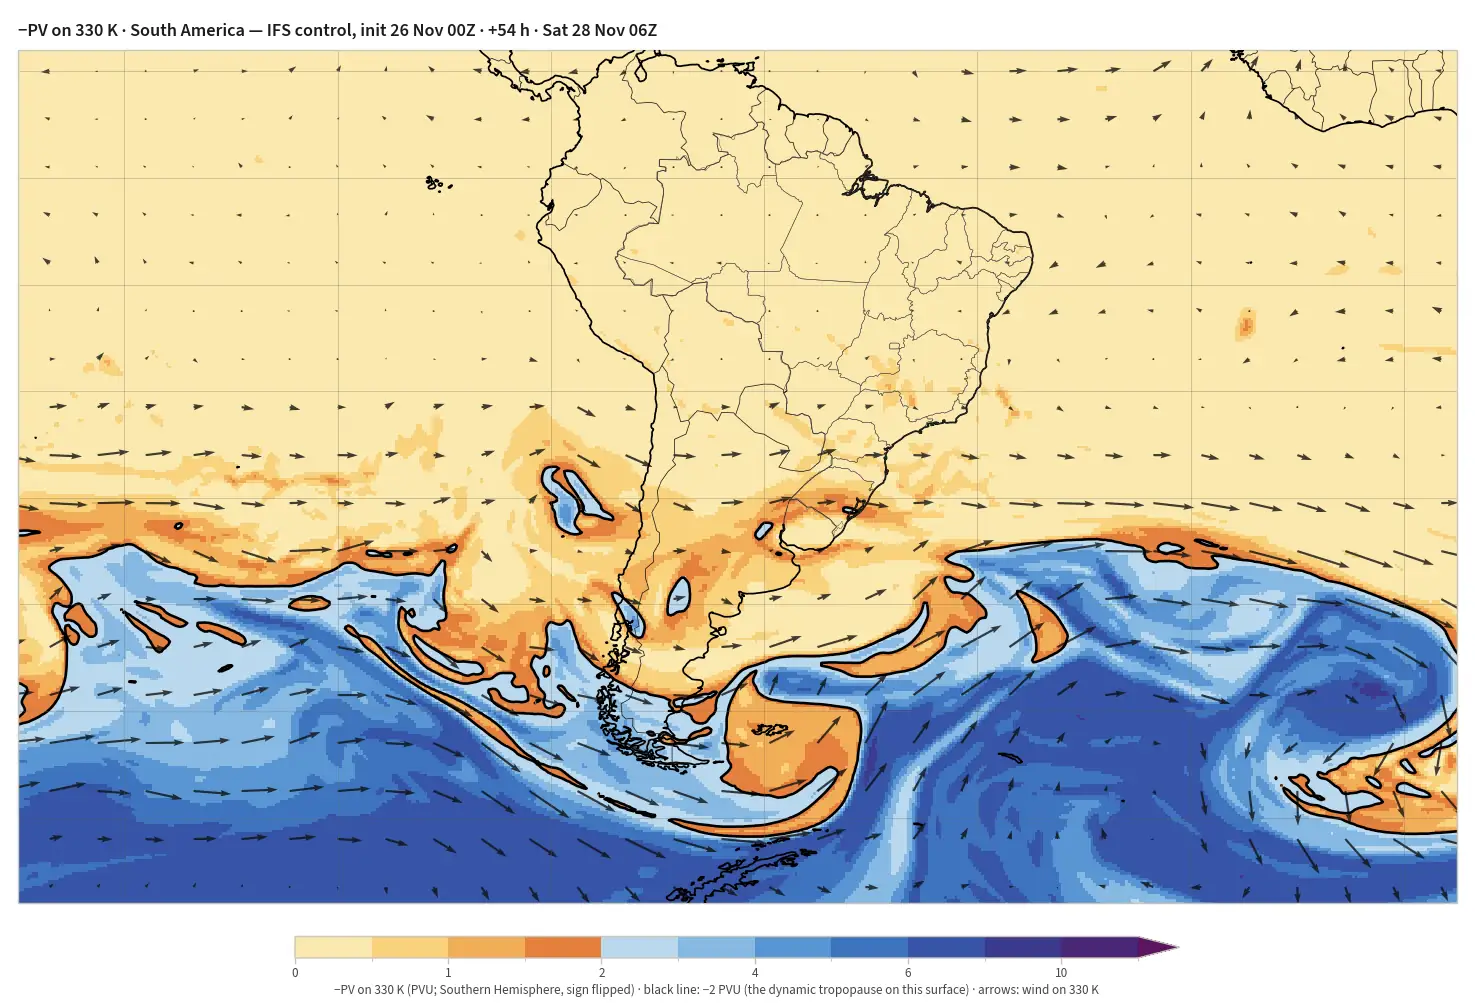 −PV on 330 K · South America — IFS control, init 26 Nov 00Z · +54 h · Sat 28 Nov 06Z
0 1 2 4 6 10
−PV on 330 K (PVU; Southern Hemisphere, sign flipped) · black line: −2 PVU (the dynamic tropopause on this surface) · arrows: wind on 330 K